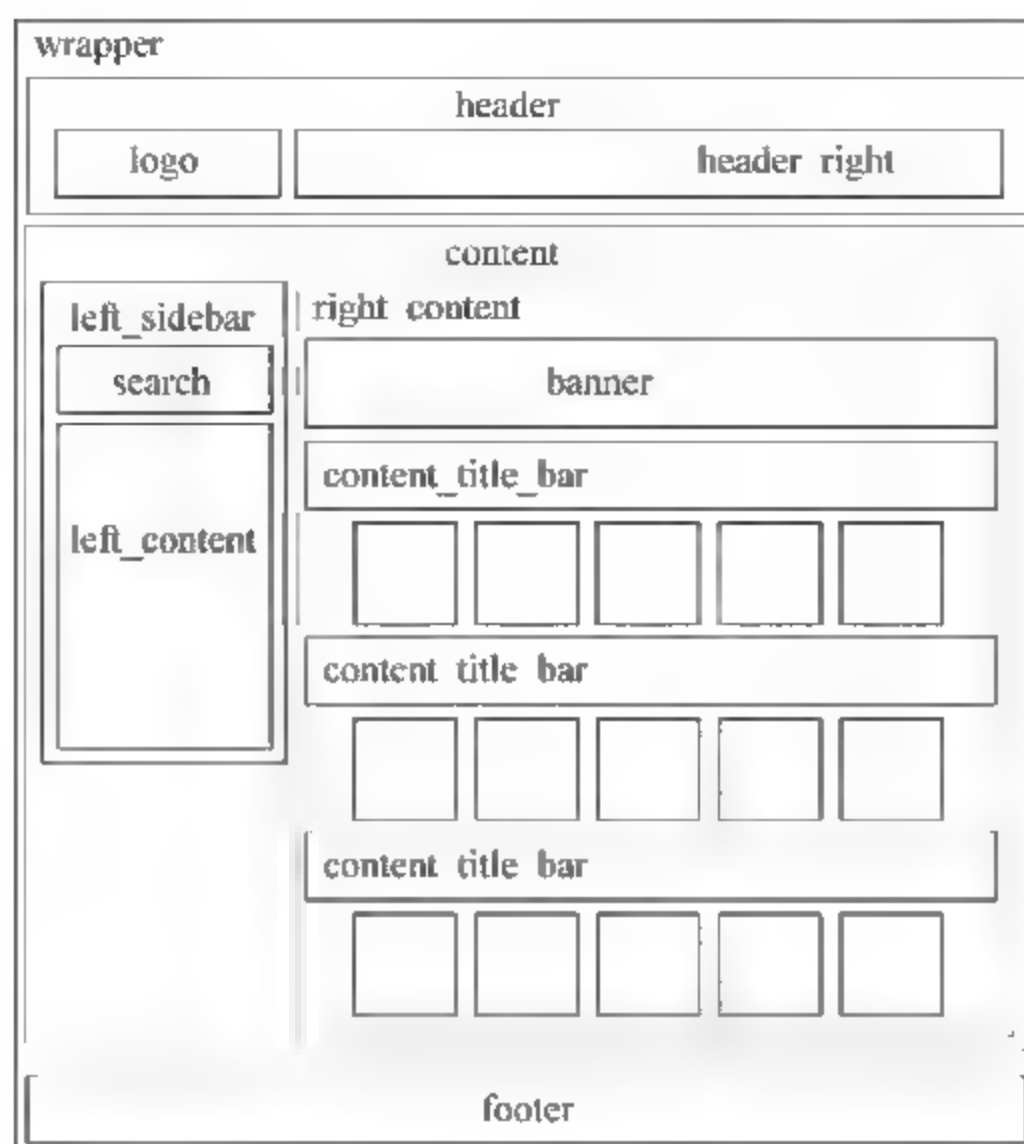 wrapper
header
logo
header right
content
left_sidebar
right content
search
banner
content_title_bar
left_content
content title bar
content title bar
footer